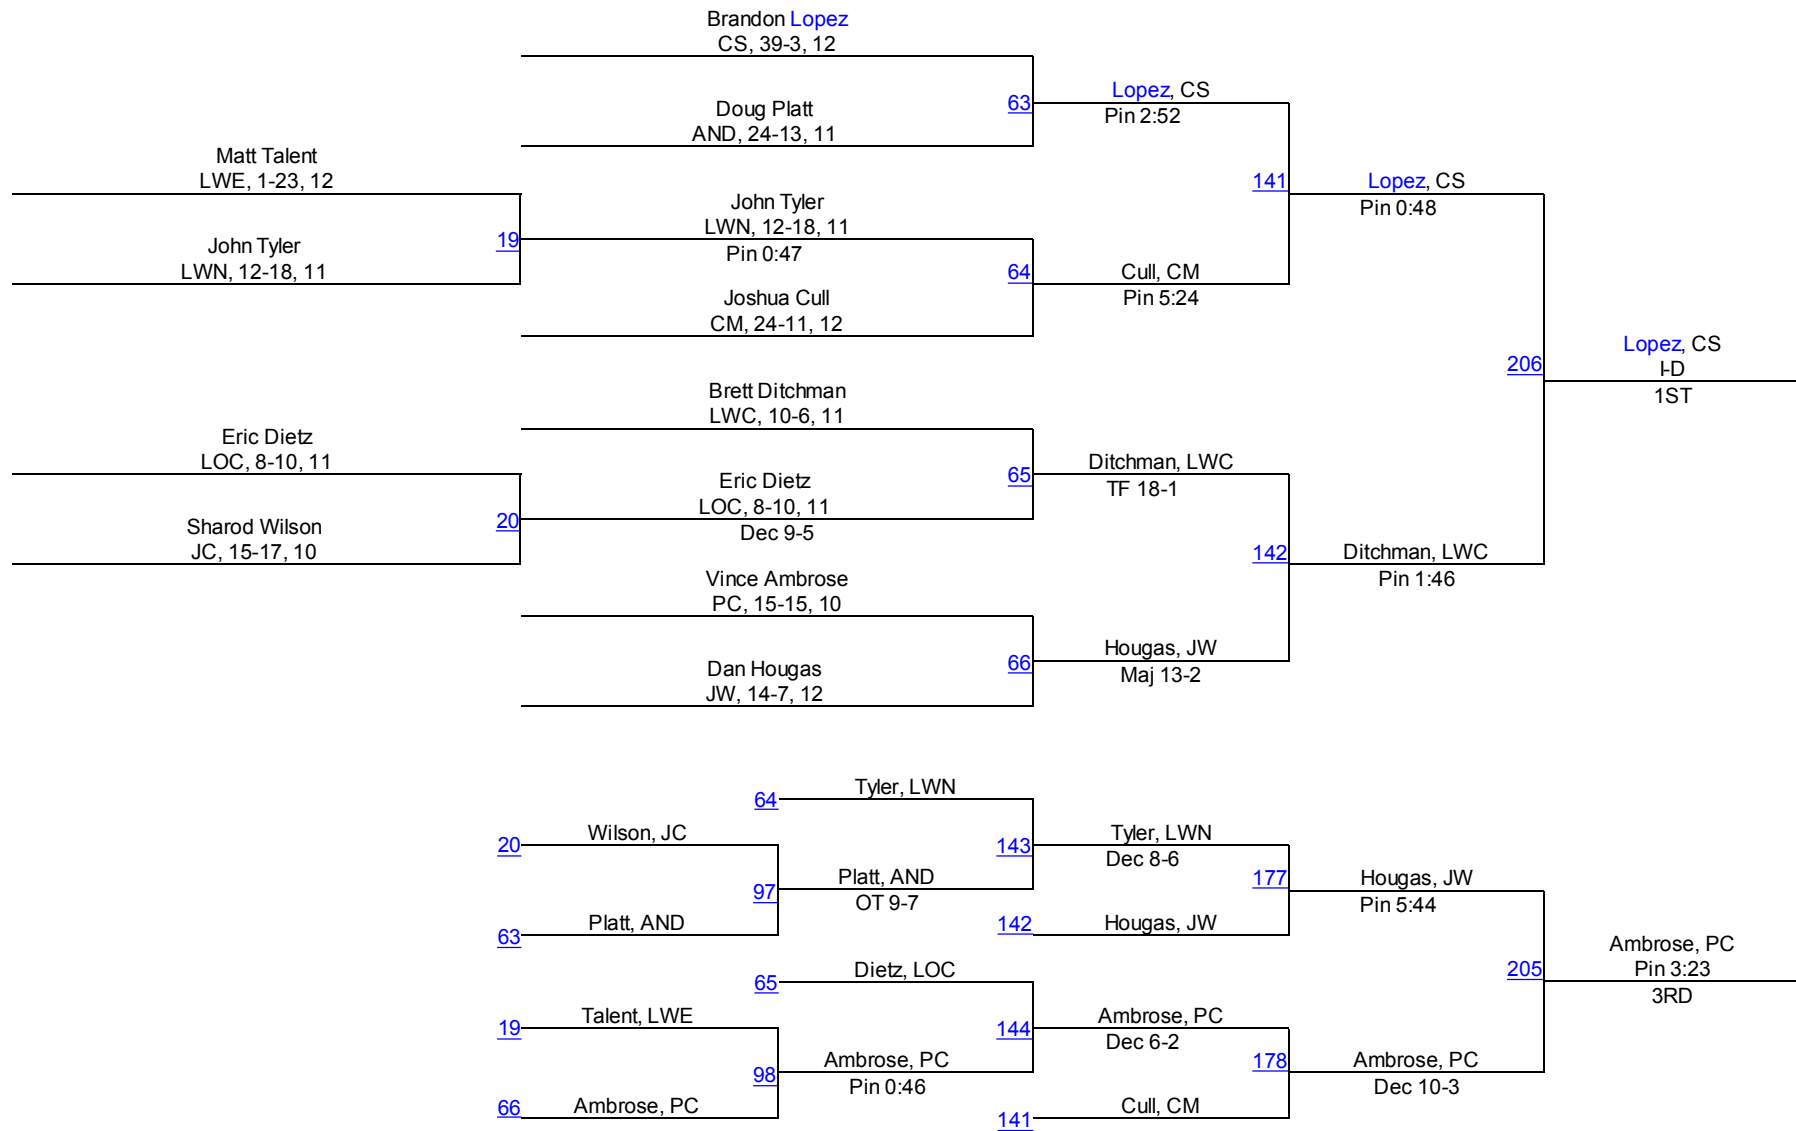 Brandon Lopez
CS, 39-3, 12
63
Doug Platt
AND, 24-13, 11
Lopez, CS
Pin 2:52
Matt Talent
LWE, 1-23, 12
19
John Tyler
LWN, 12-18, 11
John Tyler
LWN, 12-18, 11
Pin 0:47
64
Joshua Cull
CM, 24-11, 12
Cull, CM
Pin 5:24
141
Lopez, CS
Pin 0:48
206
Lopez, CS
I-D
1ST
Brett Ditchman
LWC, 10-6, 11
65
Eric Dietz
LOC, 8-10, 11
20
Sharod Wilson
JC, 15-17, 10
Eric Dietz
LOC, 8-10, 11
Dec 9-5
Ditchman, LWC
TF 18-1
142
Ditchman, LWC
Pin 1:46
Vince Ambrose
PC, 15-15, 10
66
Dan Hougas
JW, 14-7, 12
Hougas, JW
Maj 13-2
64
Tyler, LWN
20
Wilson, JC
97
63
Platt, AND
Platt, AND
OT 9-7
143
Tyler, LWN
Dec 8-6
177
142
Hougas, JW
Hougas, JW
Pin 5:44
205
Ambrose, PC
Pin 3:23
3RD
65
Dietz, LOC
19
Talent, LWE
98
66
Ambrose, PC
Ambrose, PC
Pin 0:46
144
Ambrose, PC
Dec 6-2
178
141
Cull, CM
Ambrose, PC
Dec 10-3